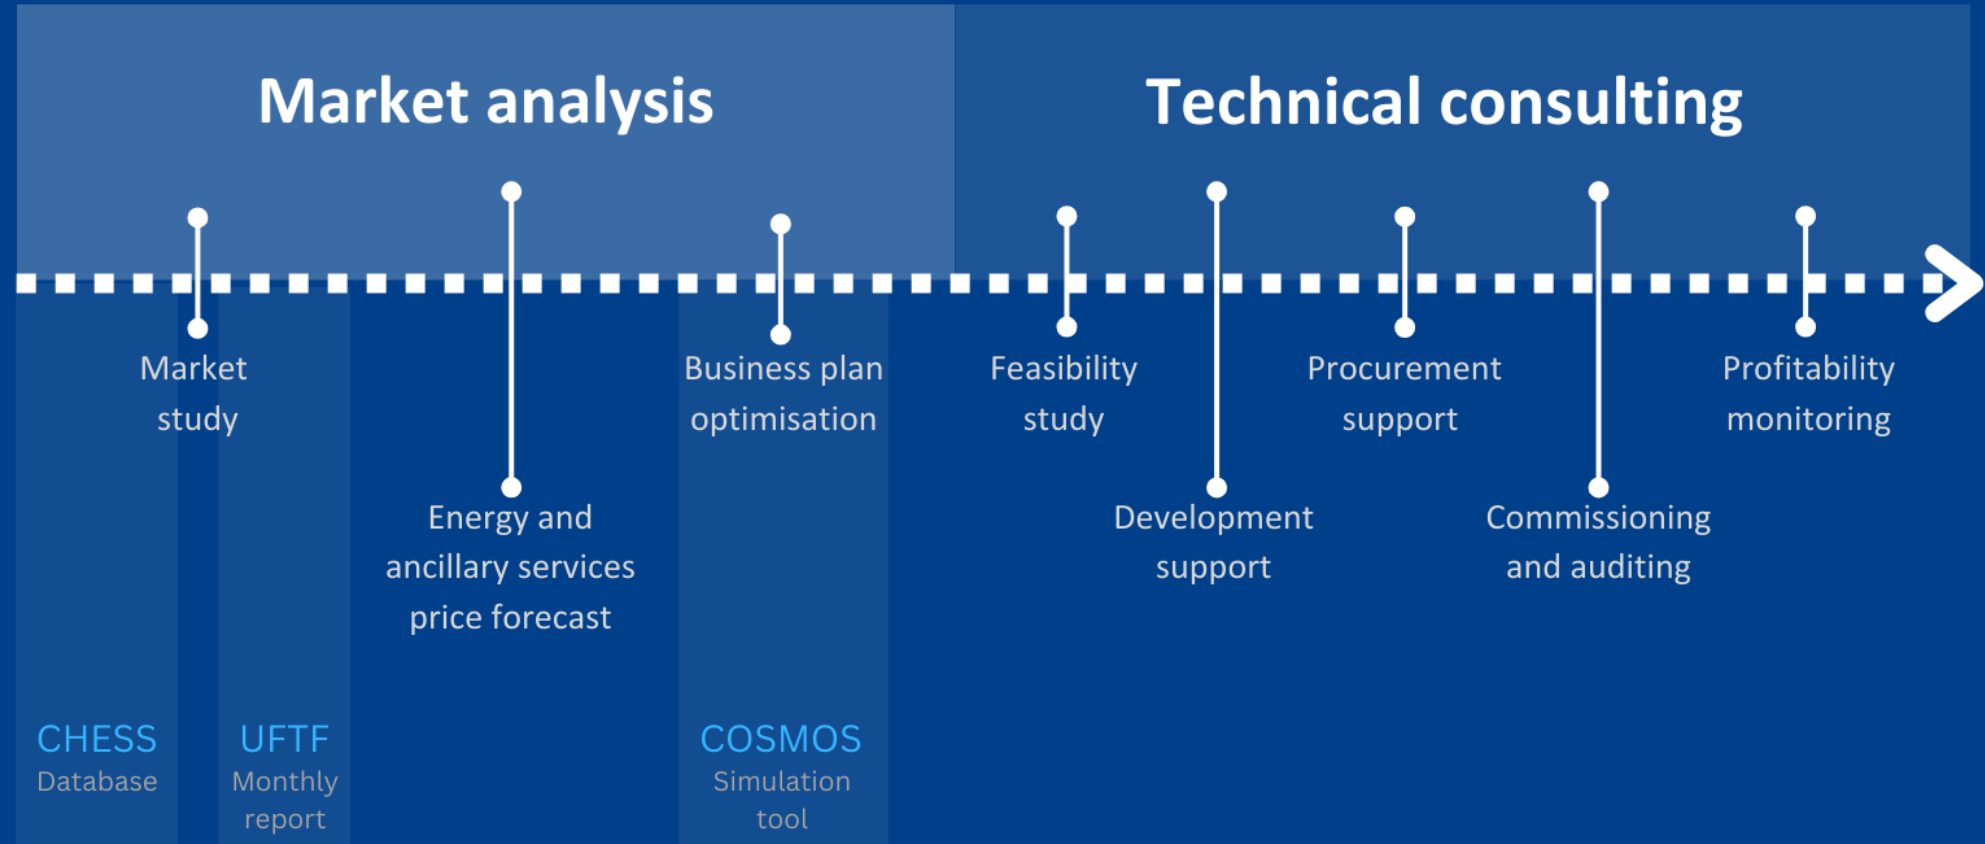 Market analysis
Technical consulting
Market
study
Energy and
ancillary services
price forecast
Business plan
optimisation
Feasibility
study
Development
support
Procurement
support
Commissioning
and auditing
Profitability
monitoring
CHESS
Database
UFTF
Monthly
report
COSMOS
Simulation
tool